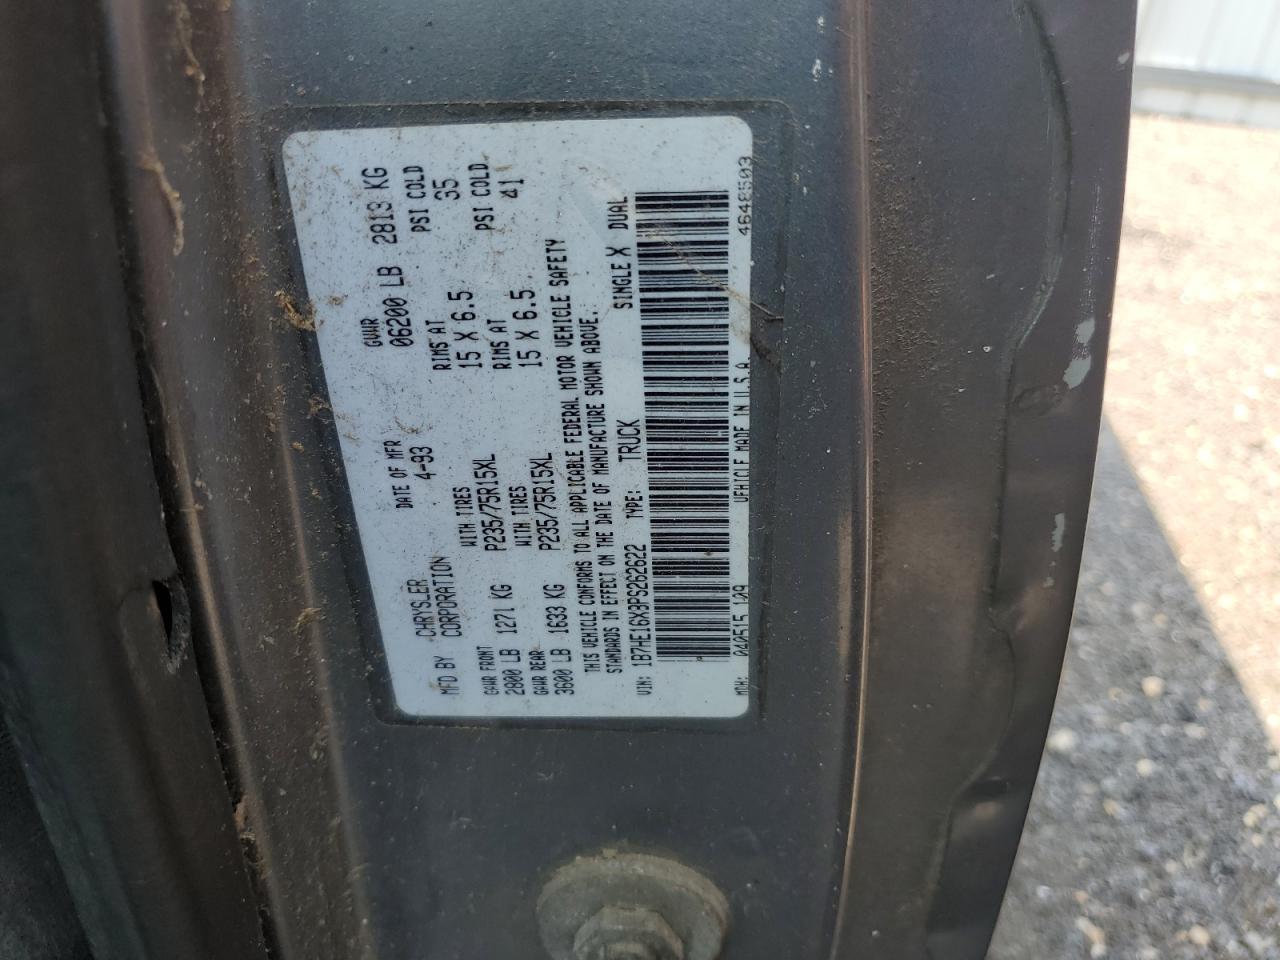 MFD BY CHRYSLER CORPORATION DATE OF MFR 4-93 GVWR 06200 LB 2813 KG
GAWR FRONT WITH TIRES RIMS AT PSI COLD
2800 LB 1271 KG P235/75R15XL 15 X 6.5 35
GAWR REAR WITH TIRES RIMS AT PSI COLD
3600 LB 1633 KG P235/75R15XL 15 X 6.5 41
THIS VEHICLE CONFORMS TO ALL APPLICABLE FEDERAL MOTOR VEHICLE SAFETY
STANDARDS IN EFFECT ON THE DATE OF MANUFACTURE SHOWN ABOVE.
VIN: 1B7HE16X3PS262622 TYPE: TRUCK SINGLE X DUAL
MDH: 040515 109 VEHICLE MADE IN U.S.A.